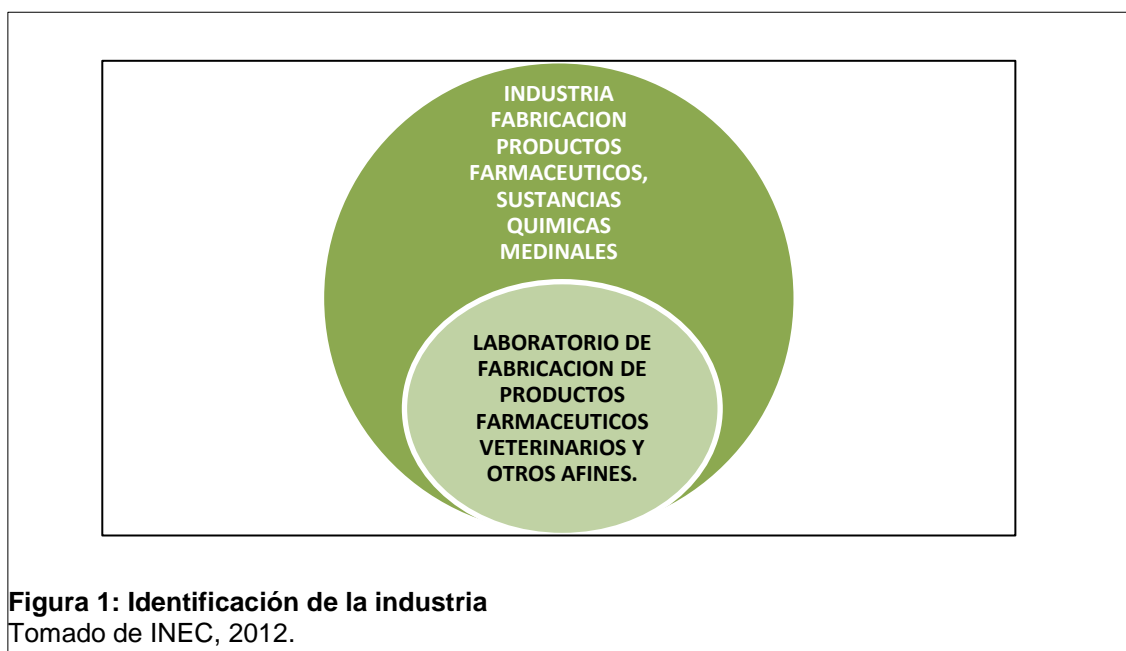 INDUSTRIA
FABRICACION
PRODUCTOS
FARMACEUTICOS,
SUSTANCIAS
QUIMICAS
MEDINALES
LABORATORIO DE
FABRICACION DE
PRODUCTOS
FARMACEUTICOS
VETERINARIOS Y
OTROS AFINES.
Figura 1: Identificación de la industria
Tomado de INEC, 2012.